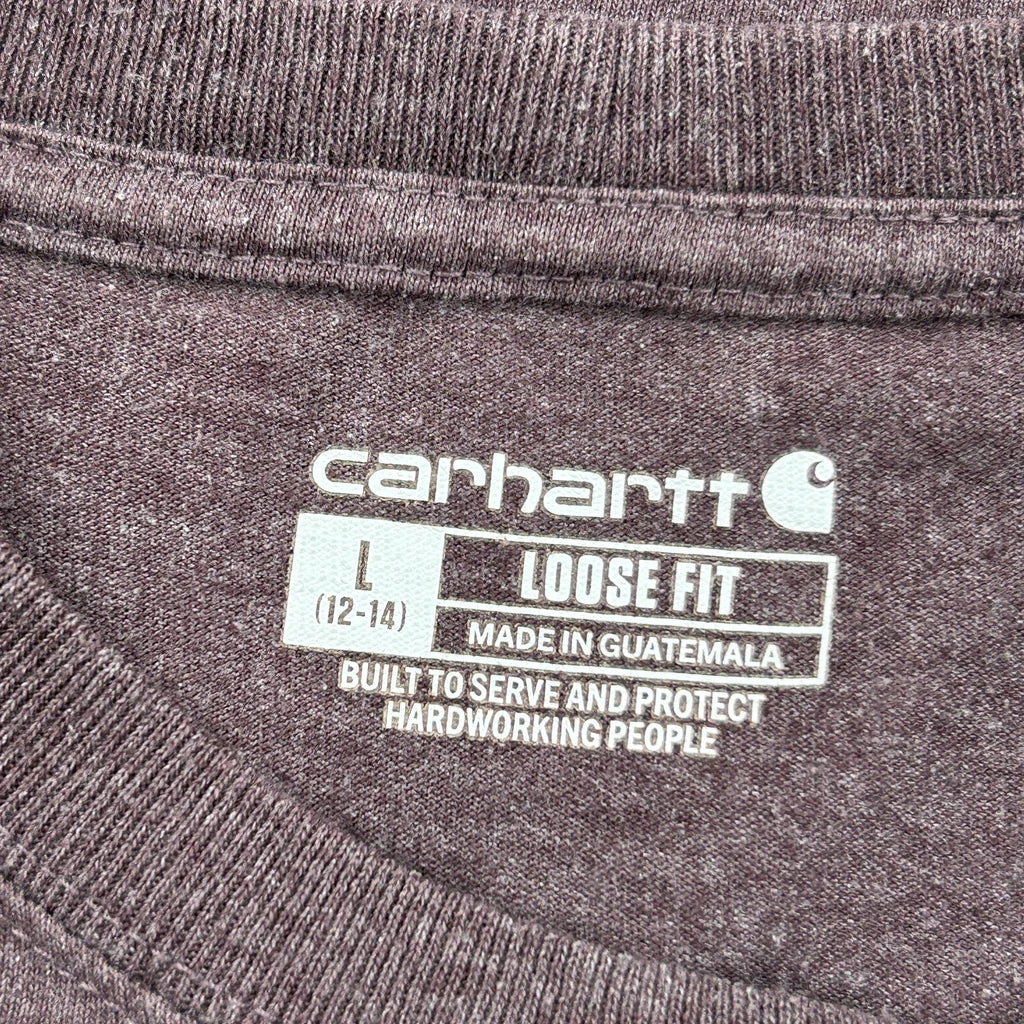 carhartt
L
(12-14)
LOOSE FIT
MADE IN GUATEMALA
BUILT TO SERVE AND PROTECT
HARDWORKING PEOPLE